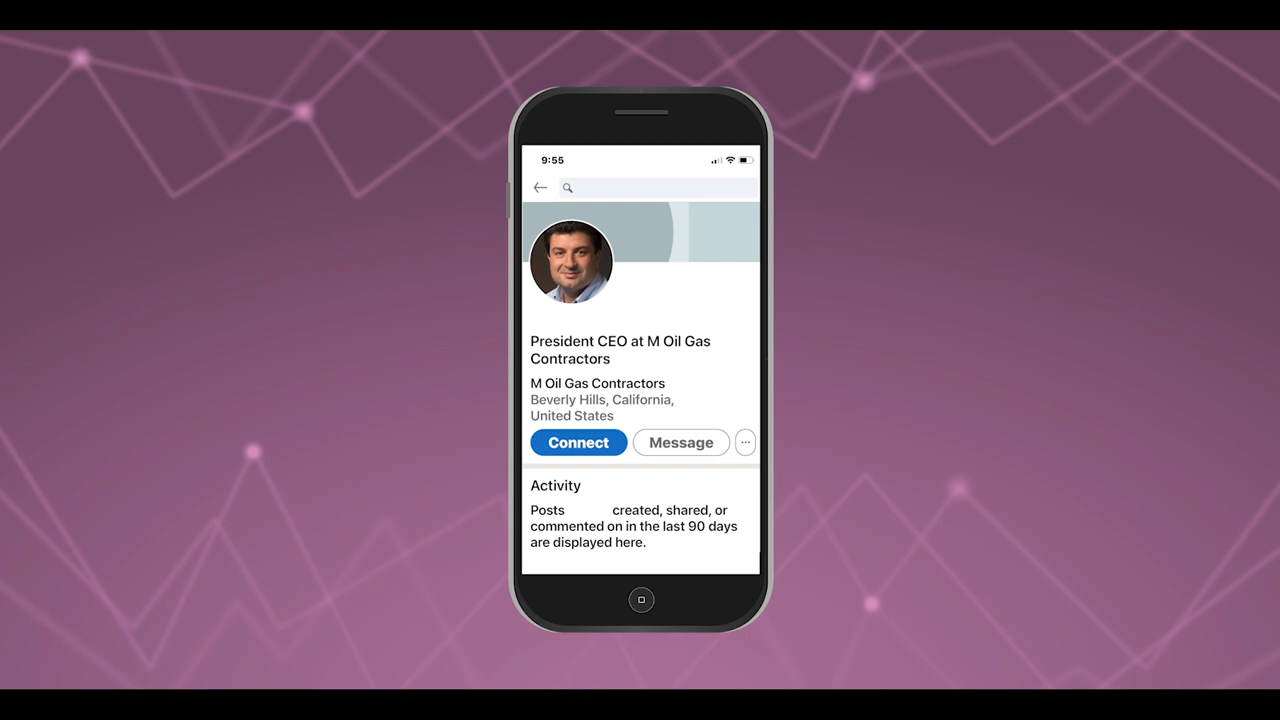 9:55
President CEO at M Oil Gas
Contractors
M Oil Gas Contractors
Beverly Hills, California,
United States
Connect Message ...
Activity
Posts created, shared, or
commented on in the last 90 days
are displayed here.